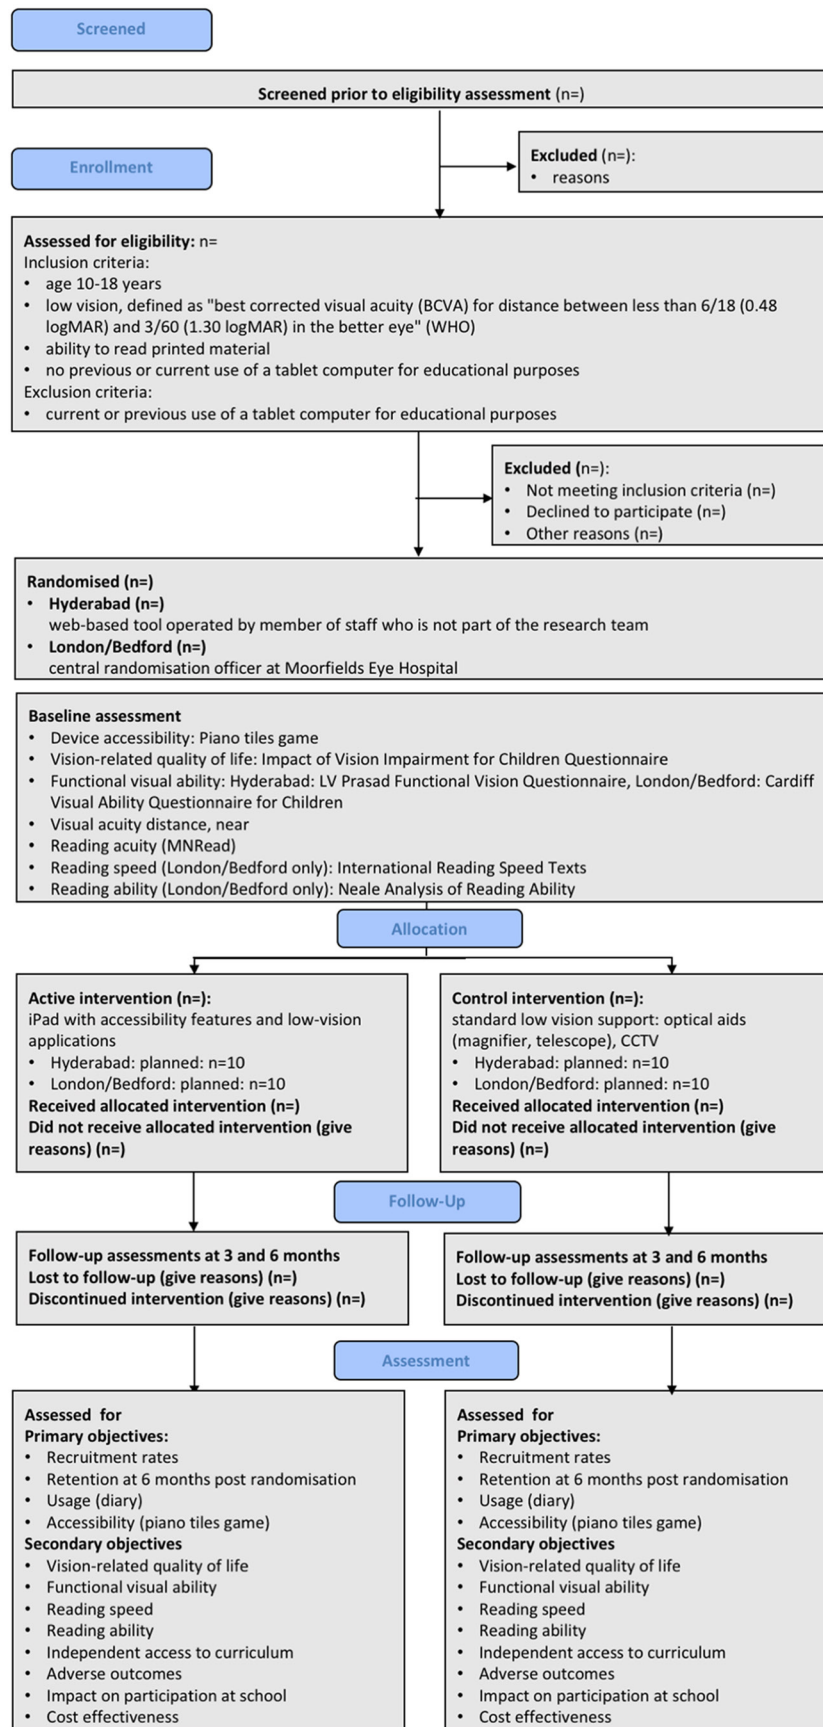 Screened
Screened prior to eligibility assessment (n=)
Enrollment
Excluded (n=):
• reasons
Assessed for eligibility: n=
Inclusion criteria:
• age 10-18 years
• low vision, defined as "best corrected visual acuity (BCVA) for distance between less than 6/18 (0.48
logMAR) and 3/60 (1.30 logMAR) in the better eye" (WHO)
• ability to read printed material
• no previous or current use of a tablet computer for educational purposes
Exclusion criteria:
• current or previous use of a tablet computer for educational purposes
Excluded (n=):
• Not meeting inclusion criteria (n=)
• Declined to participate (n=)
• Other reasons (n=)
Randomised (n=)
• Hyderabad (n=)
web-based tool operated by member of staff who is not part of the research team
• London/Bedford (n=)
central randomisation officer at Moorfields Eye Hospital
Baseline assessment
• Device accessibility: Piano tiles game
• Vision-related quality of life: Impact of Vision Impairment for Children Questionnaire
• Functional visual ability: Hyderabad: LV Prasad Functional Vision Questionnaire, London/Bedford: Cardiff
Visual Ability Questionnaire for Children
• Visual acuity distance, near
• Reading acuity (MNRead)
• Reading speed (London/Bedford only): International Reading Speed Texts
• Reading ability (London/Bedford only): Neale Analysis of Reading Ability
Allocation
Active intervention (n=):
iPad with accessibility features and low-vision
applications
• Hyderabad: planned: n=10
• London/Bedford: planned: n=10
Received allocated intervention (n=)
Did not receive allocated intervention (give
reasons) (n=)
Control intervention (n=):
standard low vision support: optical aids
(magnifier, telescope), CCTV
• Hyderabad: planned: n=10
• London/Bedford: planned: n=10
Received allocated intervention (n=)
Did not receive allocated intervention (give
reasons) (n=)
Follow-Up
Follow-up assessments at 3 and 6 months
Lost to follow-up (give reasons) (n=)
Discontinued intervention (give reasons) (n=)
Follow-up assessments at 3 and 6 months
Lost to follow-up (give reasons) (n=)
Discontinued intervention (give reasons) (n=)
Assessment
Assessed for
Primary objectives:
• Recruitment rates
• Retention at 6 months post randomisation
• Usage (diary)
• Accessibility (piano tiles game)
Secondary objectives
• Vision-related quality of life
• Functional visual ability
• Reading speed
• Reading ability
• Independent access to curriculum
• Adverse outcomes
• Impact on participation at school
• Cost effectiveness
Assessed for
Primary objectives:
• Recruitment rates
• Retention at 6 months post randomisation
• Usage (diary)
• Accessibility (piano tiles game)
Secondary objectives
• Vision-related quality of life
• Functional visual ability
• Reading speed
• Reading ability
• Independent access to curriculum
• Adverse outcomes
• Impact on participation at school
• Cost effectiveness